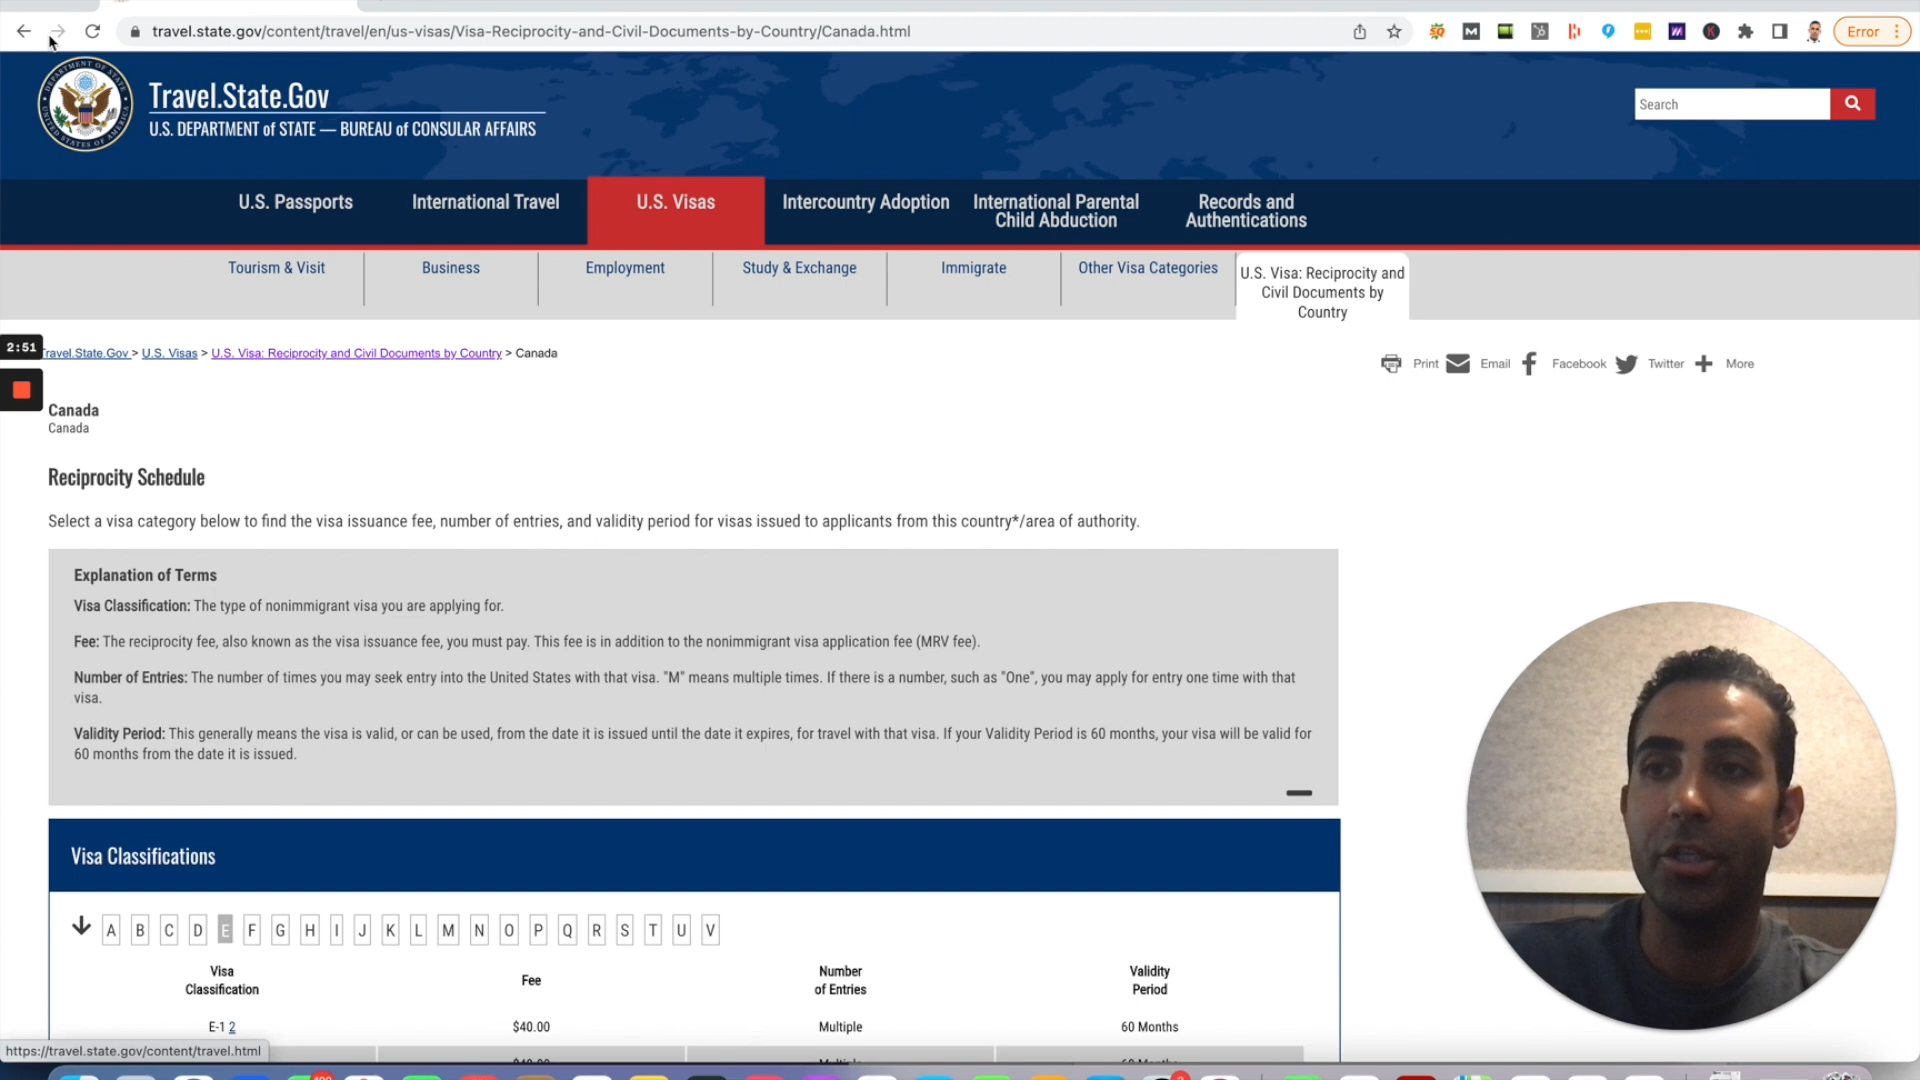 travel.state.gov/content/travel/en/us-visas/Visa-Reciprocity-and-Civil-Documents-by-Country/Canada.html
Error
Travel.State.Gov
U.S. DEPARTMENT of STATE — BUREAU of CONSULAR AFFAIRS
Search
U.S. Passports
International Travel
U.S. Visas
Intercountry Adoption
International Parental
Child Abduction
Records and
Authentications
Tourism & Visit
Business
Employment
Study & Exchange
Immigrate
Other Visa Categories
U.S. Visa: Reciprocity and
Civil Documents by
Country
2:51
ravel.State.Gov > U.S. Visas > U.S. Visa: Reciprocity and Civil Documents by Country > Canada
Print
Email
Facebook
Twitter
More
Canada
Canada
Reciprocity Schedule
Select a visa category below to find the visa issuance fee, number of entries, and validity period for visas issued to applicants from this country*/area of authority.
Explanation of Terms
Visa Classification: The type of nonimmigrant visa you are applying for.
Fee: The reciprocity fee, also known as the visa issuance fee, you must pay. This fee is in addition to the nonimmigrant visa application fee (MRV fee).
Number of Entries: The number of times you may seek entry into the United States with that visa. "M" means multiple times. If there is a number, such as "One", you may apply for entry one time with that
visa.
Validity Period: This generally means the visa is valid, or can be used, from the date it is issued until the date it expires, for travel with that visa. If your Validity Period is 60 months, your visa will be valid for
60 months from the date it is issued.
Visa Classifications
A B C D E F G H I J K L M N O P Q R S T U V
Visa
Classification
Fee
Number
of Entries
Validity
Period
E-1 2
$40.00
Multiple
60 Months
https://travel.state.gov/content/travel.html